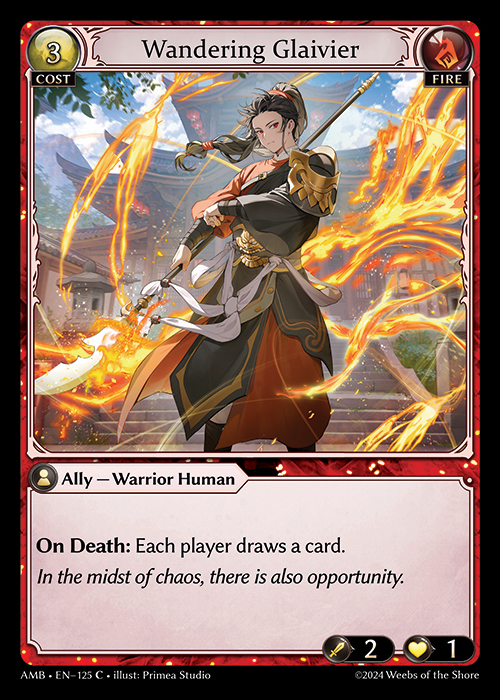 3
Wandering Glaivier
COST
FIRE
Ally — Warrior Human
On Death: Each player draws a card.
In the midst of chaos, there is also opportunity.
2
1
AMB • EN–125 C • illust: Primea Studio
©2024 Weebs of the Shore